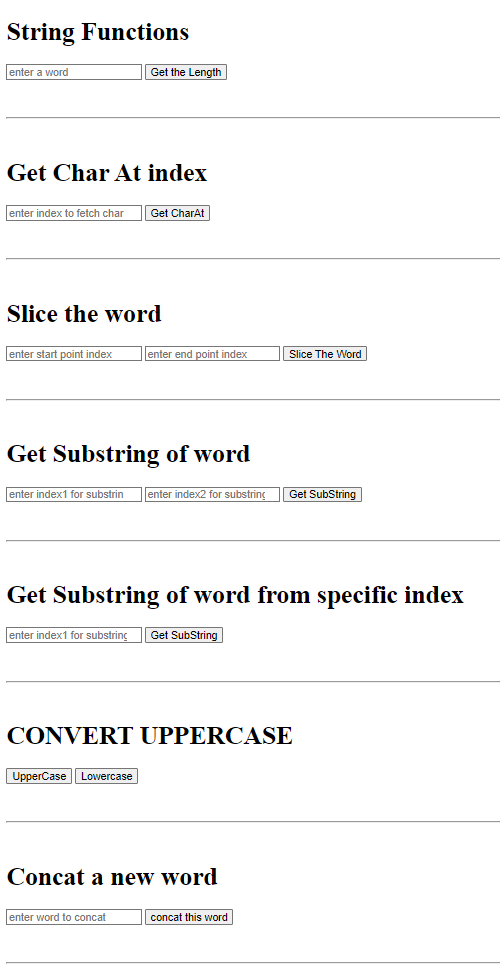 String Functions
enter a word Get the Length
Get Char At index
enter index to fetch char Get CharAt
Slice the word
enter start point index enter end point index Slice The Word
Get Substring of word
enter index1 for substrin enter index2 for substring Get SubString
Get Substring of word from specific index
enter index1 for substring Get SubString
CONVERT UPPERCASE
UpperCase Lowercase
Concat a new word
enter word to concat concat this word